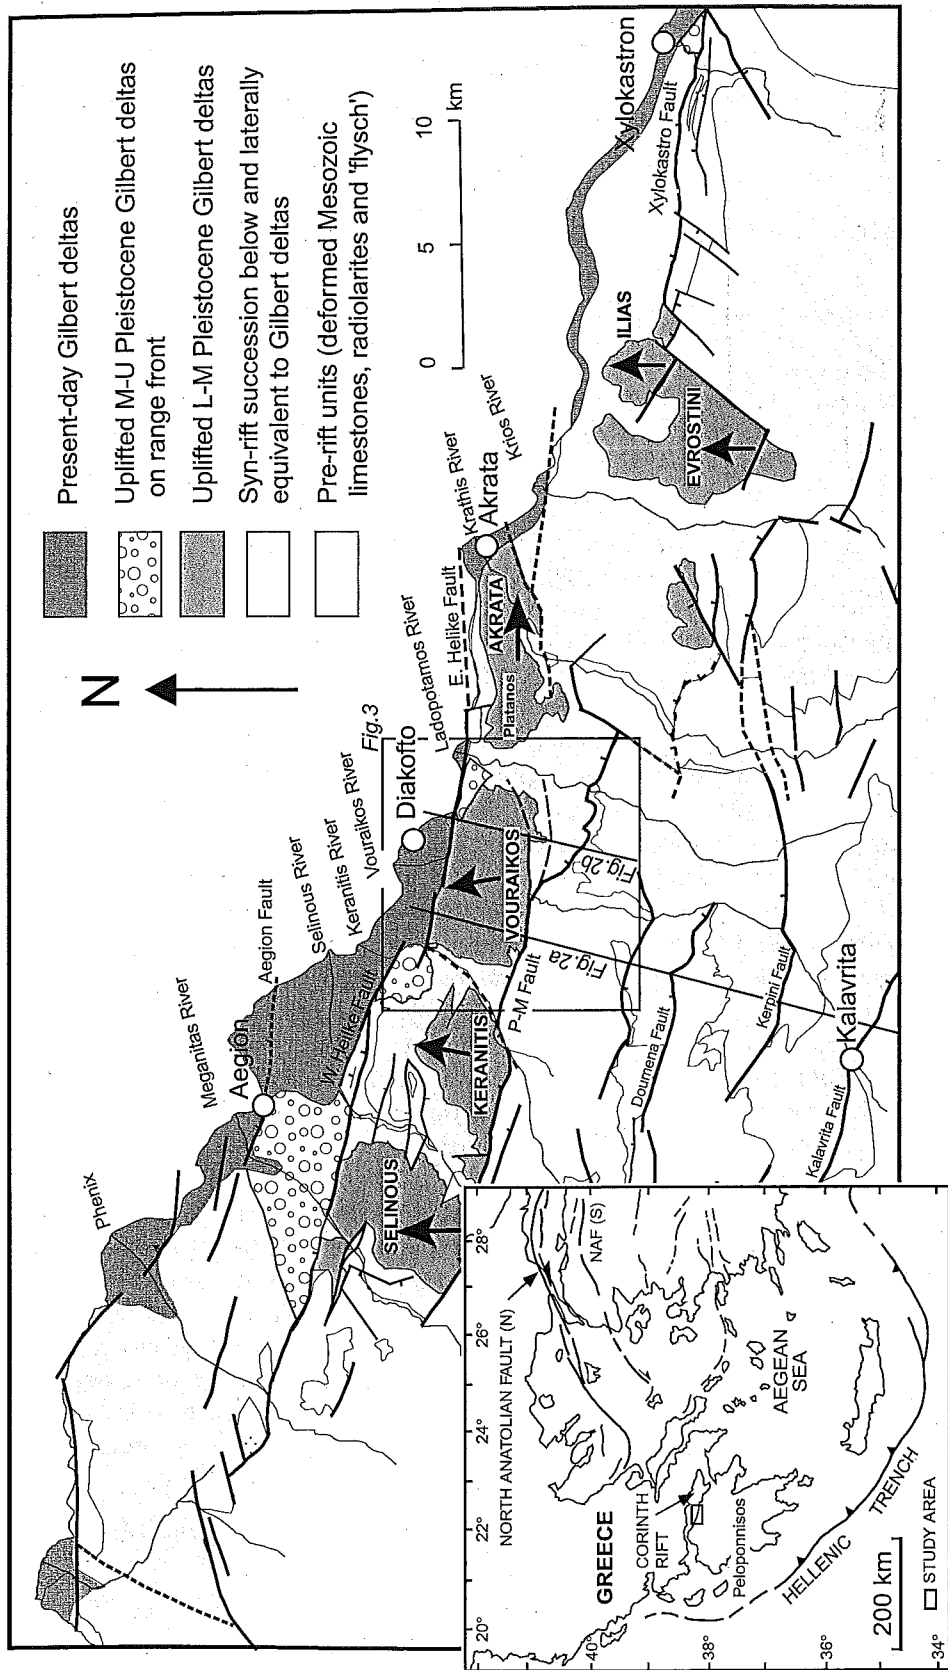 Present-day Gilbert deltas
Uplifted M-U Pleistocene Gilbert deltas
on range front
Uplifted L-M Pleistocene Gilbert deltas
Syn-rift succession below and laterally
equivalent to Gilbert deltas
Pre-rift units (deformed Mesozoic
limestones, radiolarites and 'flysch')
N
0
5
10
km
Phenix
Meganitas River
Aegion
Aegion Fault
Selinous River
Keranitis River
Vouraikos River
Fig.3
Diakofto
Ladopotamos River
E. Helike Fault
Krathis River
Akrata
Krios River
Xylokastron
Xylokastro Fault
W. Helike Fault
SELINOUS
KERANITIS
VOURAIKOS
Platanos
AKRATA
EVROSTINI
ILIAS
P-M Fault
Fig.2a
Fig.2b
Doumena Fault
Kerpini Fault
Kalavrita
Kalavrita Fault
20°
22°
24°
26°
28°
40°
38°
36°
34°
NORTH ANATOLIAN FAULT (N)
NAF (S)
GREECE
CORINTH
RIFT
Peloponnisos
AEGEAN
SEA
HELLENIC
TRENCH
200 km
STUDY AREA